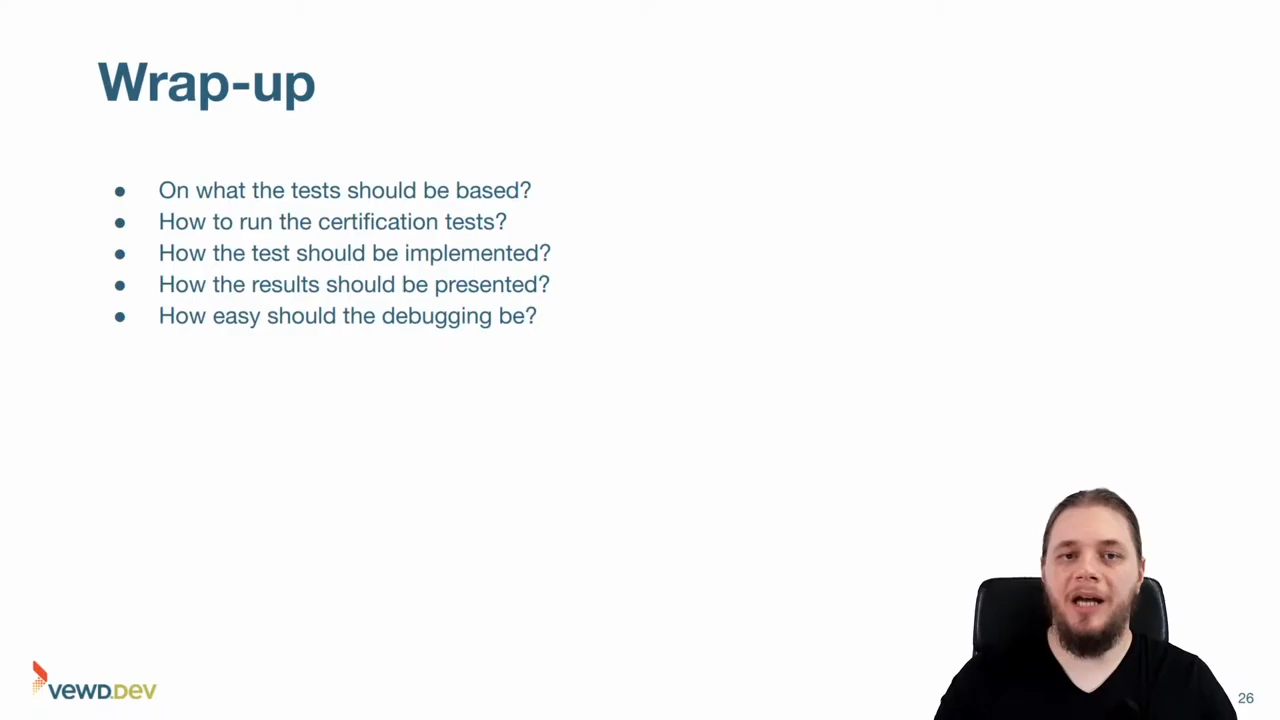 Wrap-up
● On what the tests should be based?
● How to run the certification tests?
● How the test should be implemented?
● How the results should be presented?
● How easy should the debugging be?
VEWD.DEV
26